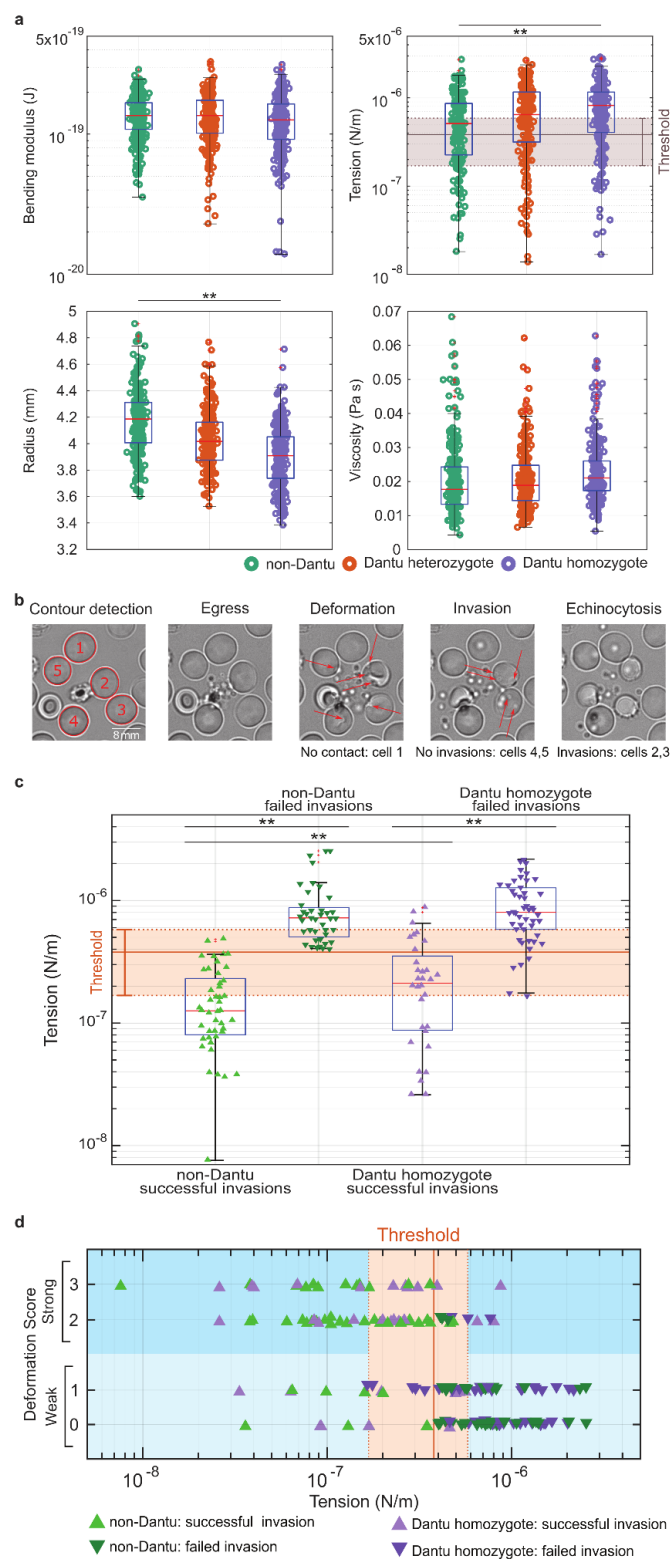 a
5x10⁻¹⁹
10⁻¹⁹
10⁻²⁰
Bending modulus (J)
**
5x10⁻⁶
10⁻⁶
10⁻⁷
10⁻⁸
Tension (N/m)
Threshold
**
5
4.8
4.6
4.4
4.2
4
3.8
3.6
3.4
3.2
Radius (mm)
0.07
0.06
0.05
0.04
0.03
0.02
0.01
0
Viscosity (Pa s)
non-Dantu Dantu heterozygote Dantu homozygote
b
Contour detection Egress Deformation Invasion Echinocytosis
1
5
2
3
4
8mm
No contact: cell 1 No invasions: cells 4,5 Invasions: cells 2,3
c
non-Dantu
failed invasions
Dantu homozygote
failed invasions
** **
**
10⁻⁶
10⁻⁷
10⁻⁸
Tension (N/m)
Threshold
non-Dantu
successful invasions
Dantu homozygote
successful invasions
d
Threshold
Deformation Score
Strong
Weak
3
2
1
0
10⁻⁸ 10⁻⁷ 10⁻⁶
Tension (N/m)
non-Dantu: successful invasion Dantu homozygote: successful invasion
non-Dantu: failed invasion Dantu homozygote: failed invasion